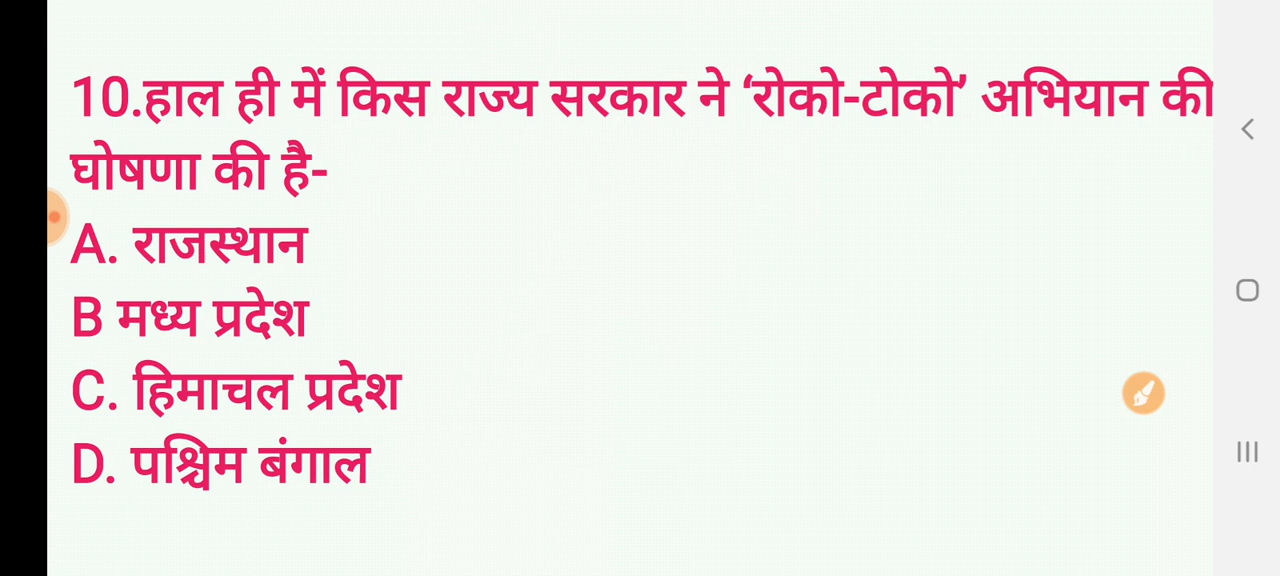 10.हाल ही में किस राज्य सरकार ने ‘रोको-टोको’ अभियान की
घोषणा की है-
A. राजस्थान
B मध्य प्रदेश
C. हिमाचल प्रदेश
D. पश्चिम बंगाल